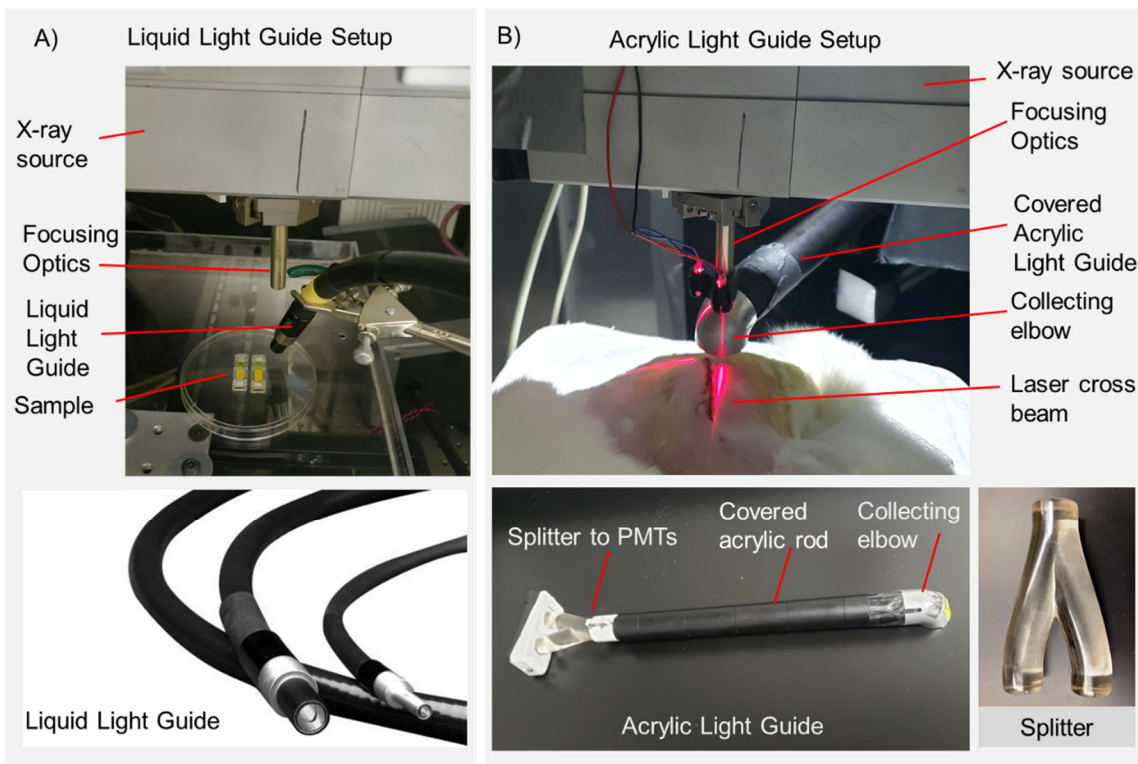 A)
Liquid Light Guide Setup
X-ray
source
Focusing
Optics
Liquid
Light
Guide
Sample
Liquid Light Guide
B)
Acrylic Light Guide Setup
X-ray source
Focusing
Optics
Covered
Acrylic
Light Guide
Collecting
elbow
Laser cross
beam
Splitter to PMTs
Covered
acrylic rod
Collecting
elbow
Acrylic Light Guide
Splitter